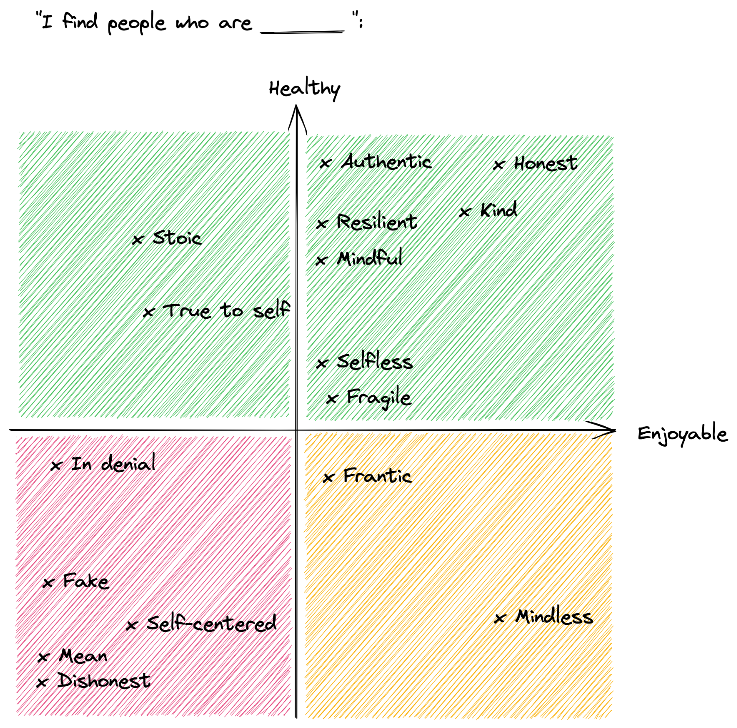 "I find people who are ______ ":
Healthy
× Authentic
× Honest
× Kind
× Resilient
× Stoic
× Mindful
× True to self
× Selfless
× Fragile
Enjoyable
× In denial
× Frantic
× Fake
× Mindless
× Self-centered
× Mean
× Dishonest